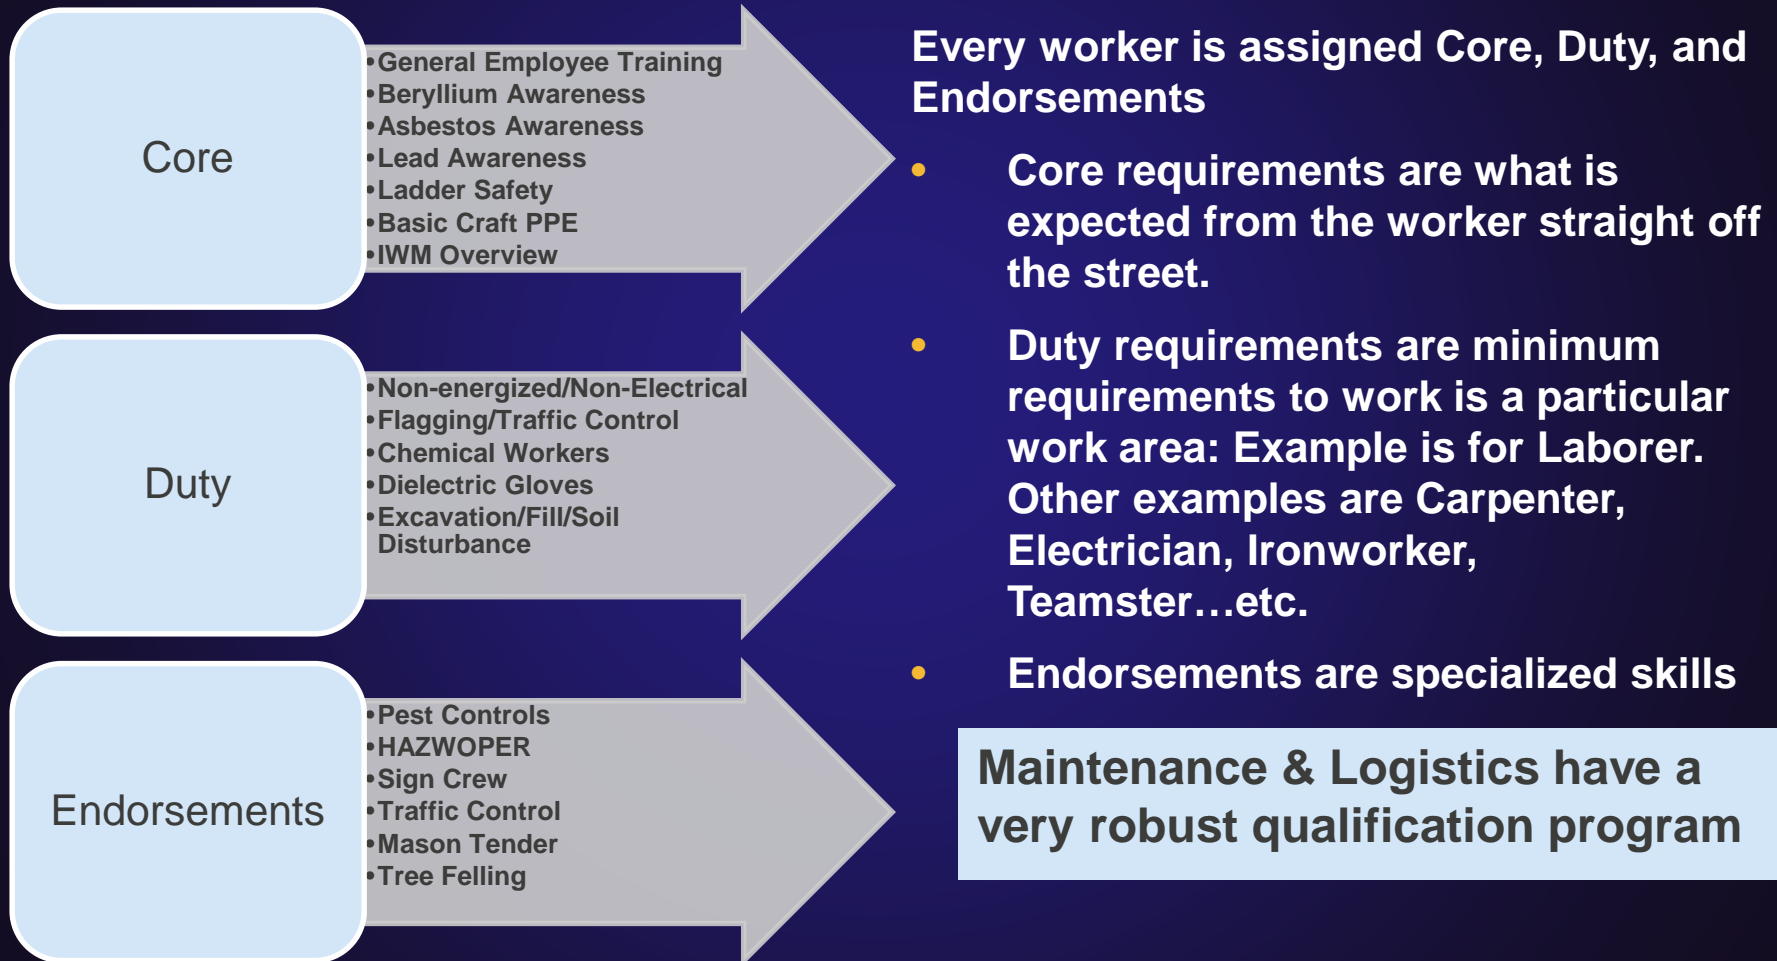 Core
•General Employee Training
•Beryllium Awareness
•Asbestos Awareness
•Lead Awareness
•Ladder Safety
•Basic Craft PPE
•IWM Overview
Duty
•Non-energized/Non-Electrical
•Flagging/Traffic Control
•Chemical Workers
•Dielectric Gloves
•Excavation/Fill/Soil
Disturbance
Endorsements
•Pest Controls
•HAZWOPER
•Sign Crew
•Traffic Control
•Mason Tender
•Tree Felling
Every worker is assigned Core, Duty, and
Endorsements
• Core requirements are what is
expected from the worker straight off
the street.
• Duty requirements are minimum
requirements to work is a particular
work area: Example is for Laborer.
Other examples are Carpenter,
Electrician, Ironworker,
Teamster…etc.
• Endorsements are specialized skills
Maintenance & Logistics have a
very robust qualification program